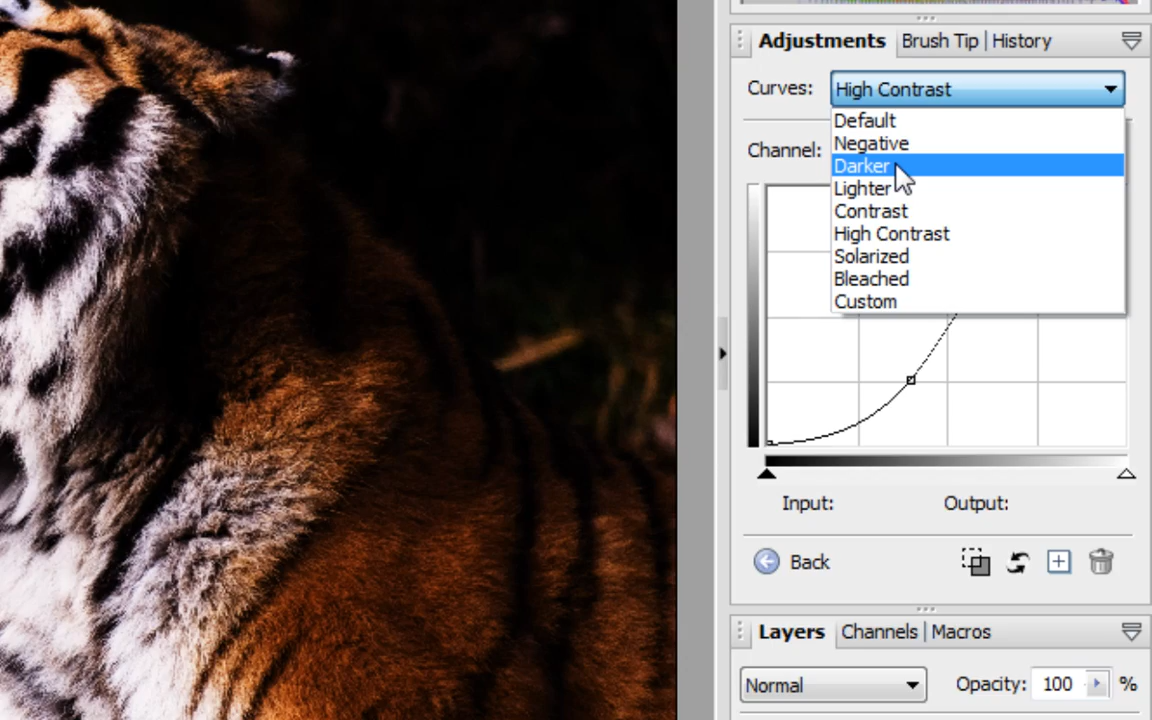 Adjustments Brush Tip | History
Curves: High Contrast
Default
Negative
Darker
Lighter
Contrast
High Contrast
Solarized
Bleached
Custom
Channel:
Input: Output:
Back
Layers Channels | Macros
Normal Opacity: 100 %